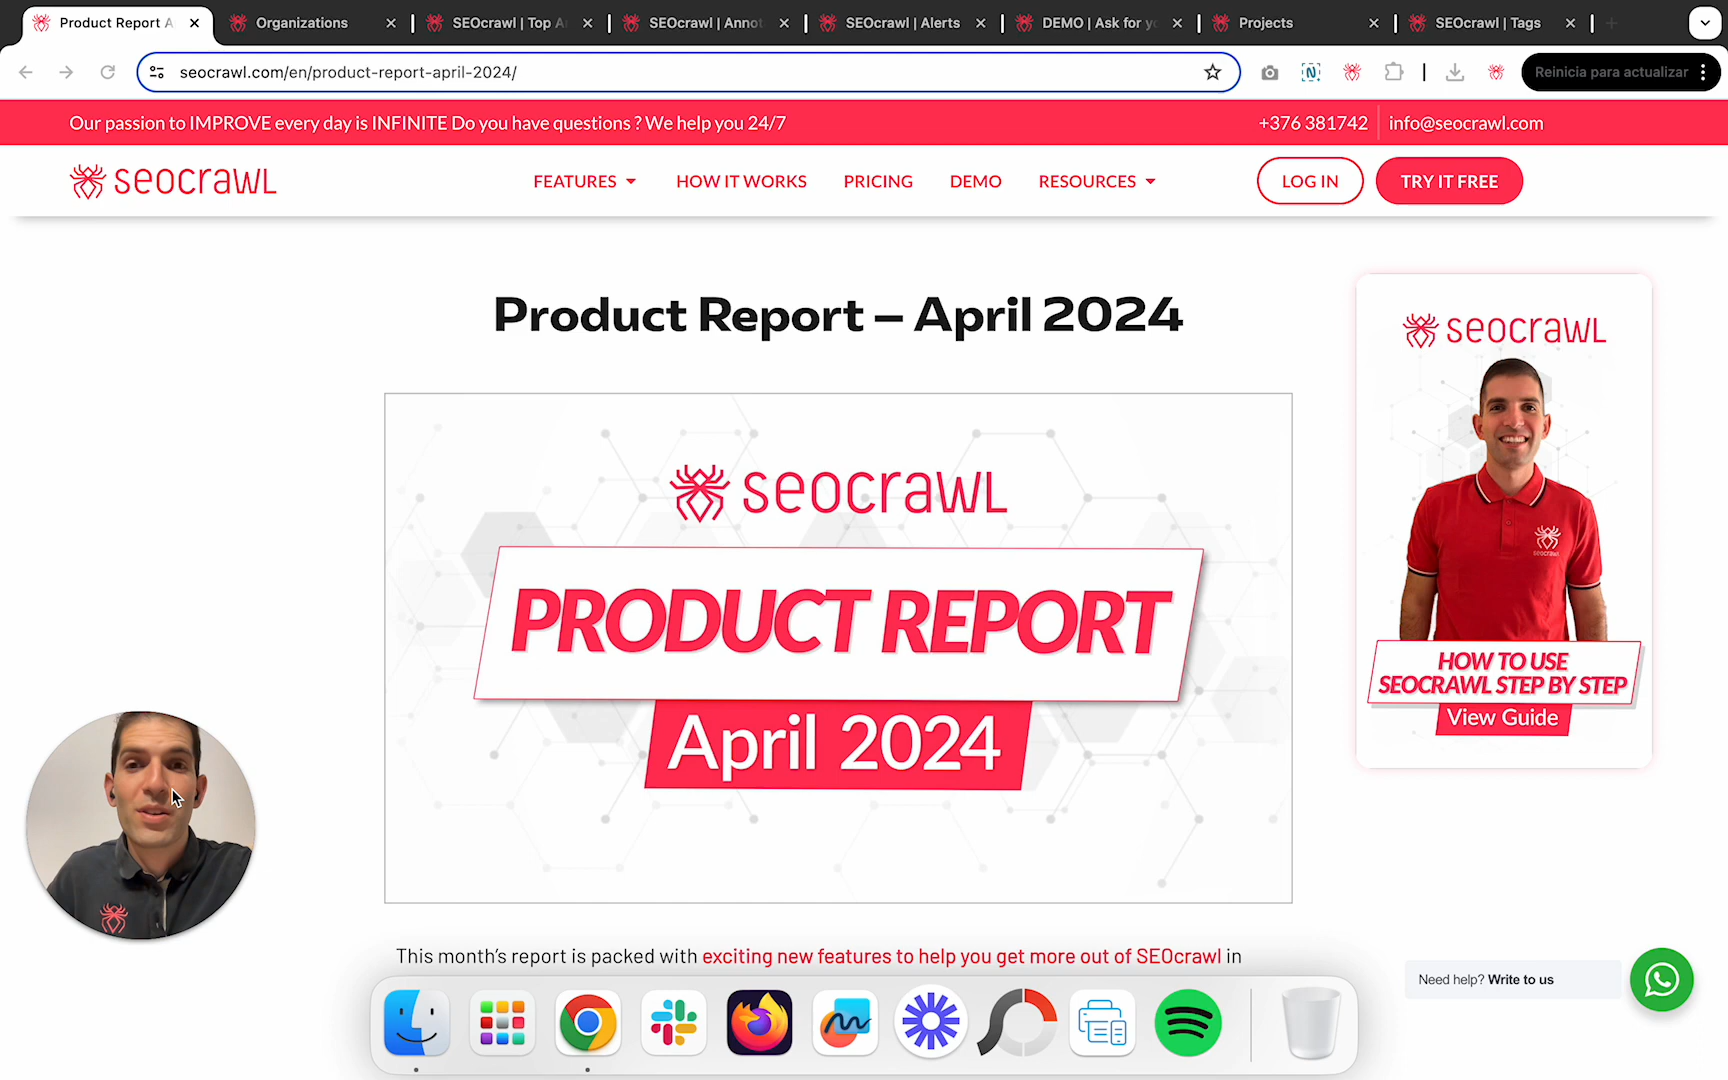 Product Report A
Organizations
SEOcrawl | Top A
SEOcrawl | Annot
SEOcrawl | Alerts
DEMO | Ask for yo
Projects
SEOcrawl | Tags
seocrawl.com/en/product-report-april-2024/
Reinicia para actualizar
Our passion to IMPROVE every day is INFINITE Do you have questions ? We help you 24/7
+376 381742
info@seocrawl.com
seocrawl
FEATURES
HOW IT WORKS
PRICING
DEMO
RESOURCES
LOG IN
TRY IT FREE
Product Report – April 2024
seocrawl
PRODUCT REPORT
April 2024
seocrawl
seocrawl
HOW TO USE
SEOCRAWL STEP BY STEP
View Guide
This month's report is packed with exciting new features to help you get more out of SEOcrawl in
Need help? Write to us